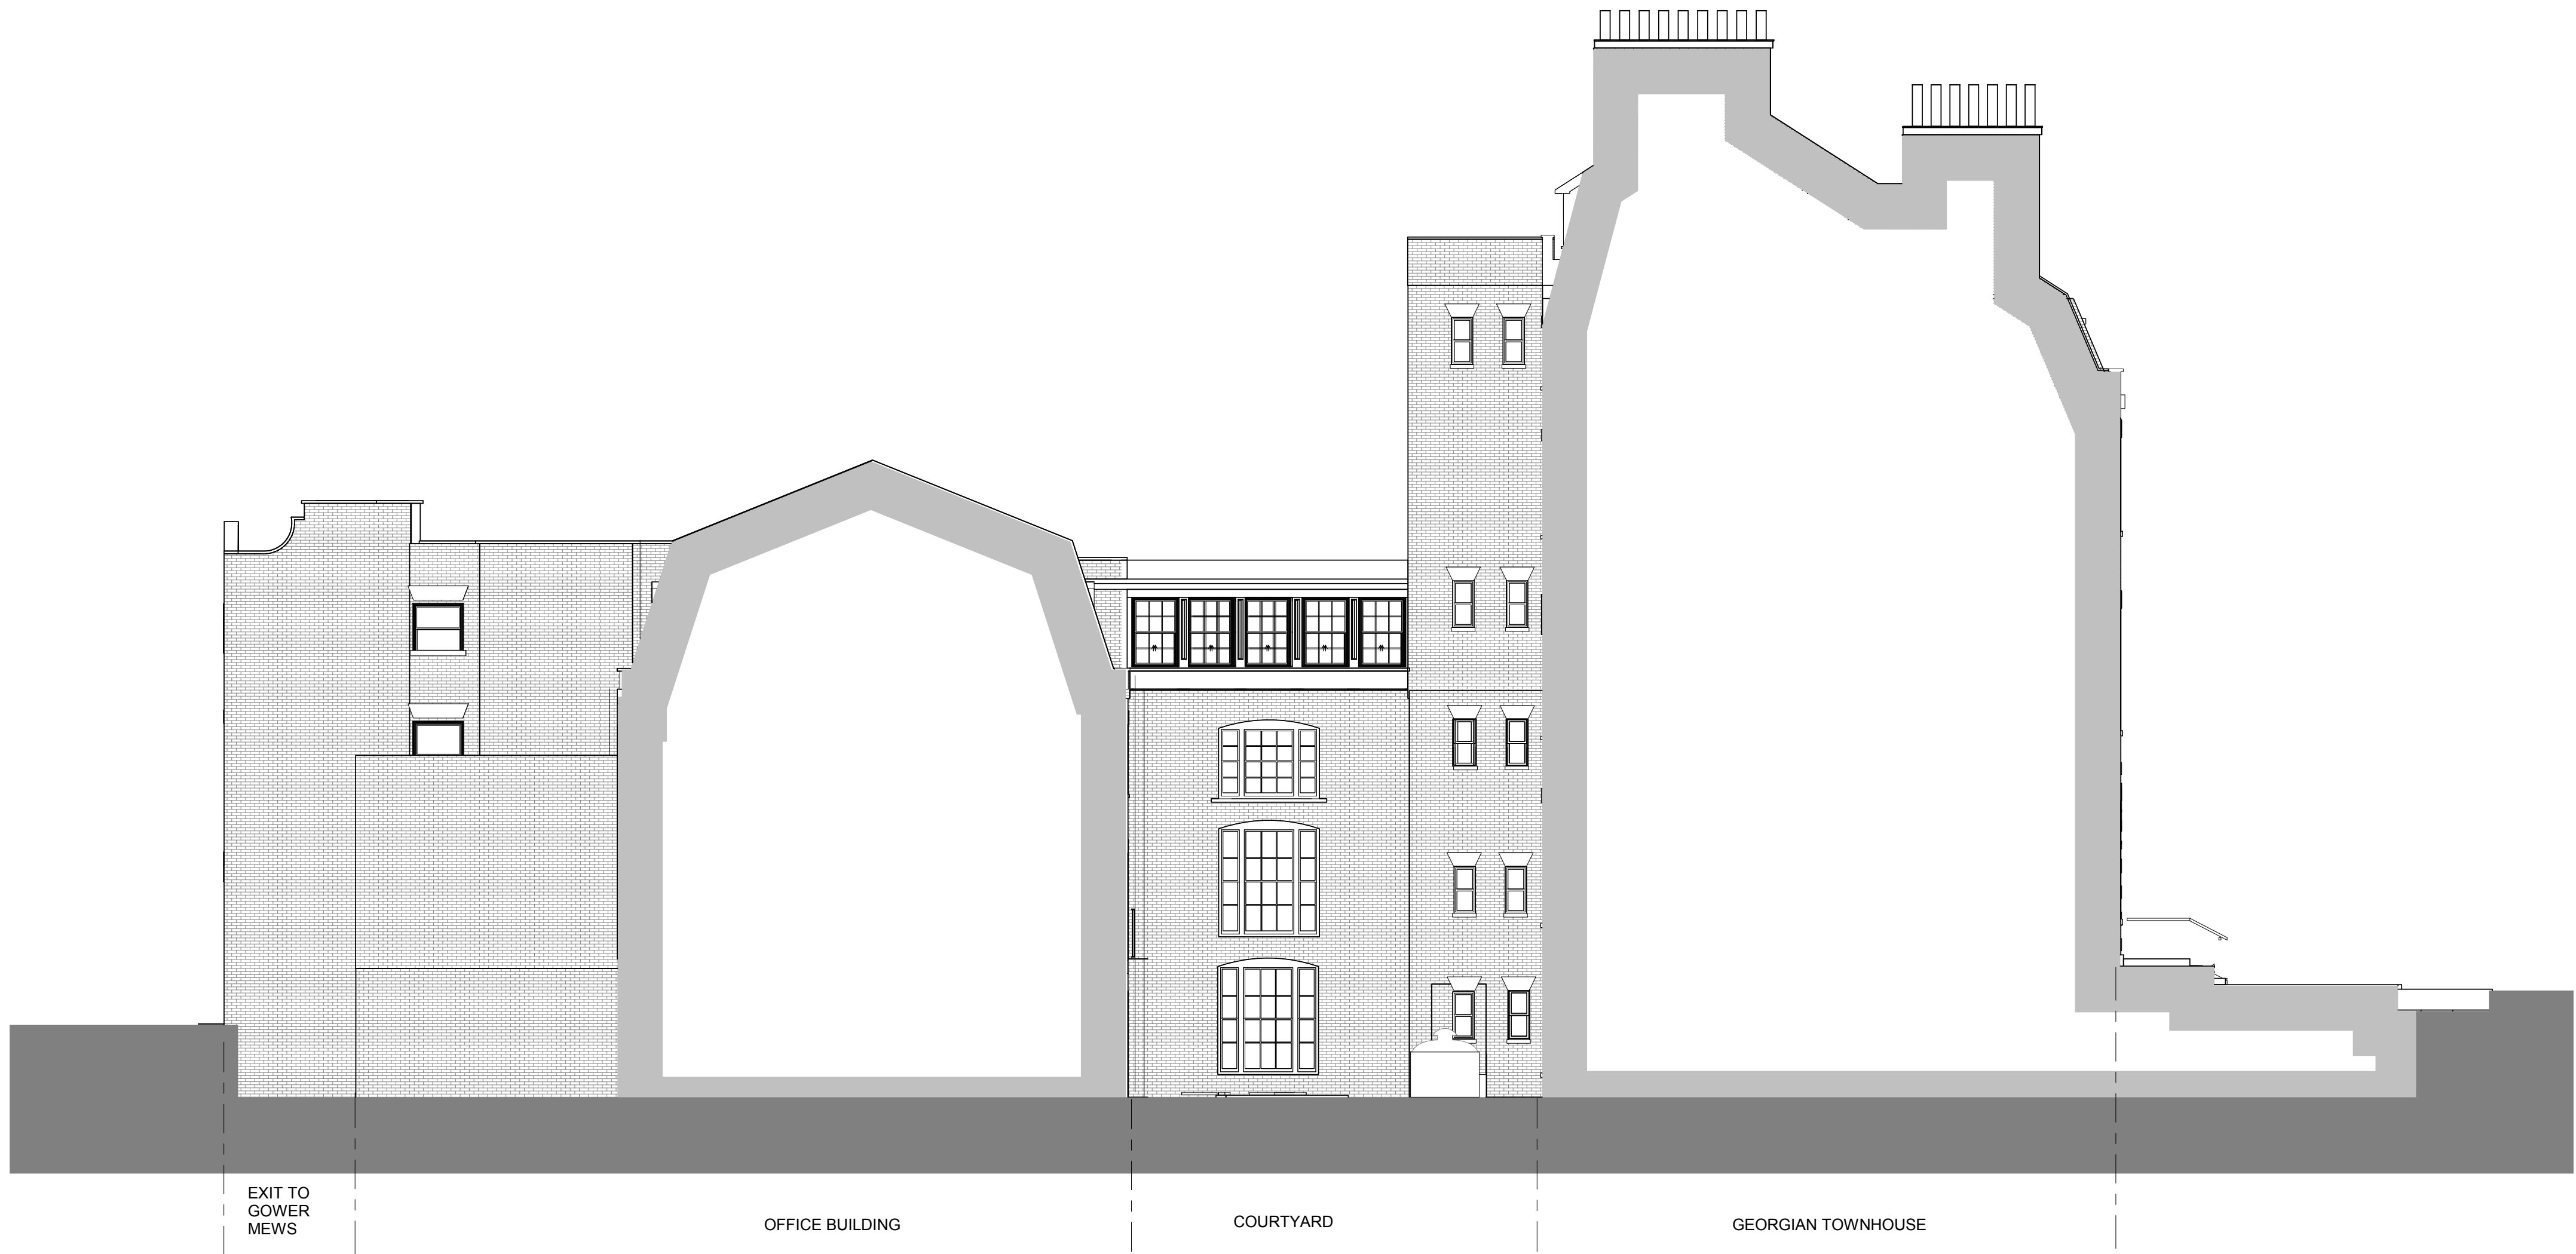 EXIT TO
GOWER
MEWS
OFFICE BUILDING
COURTYARD
GEORGIAN TOWNHOUSE